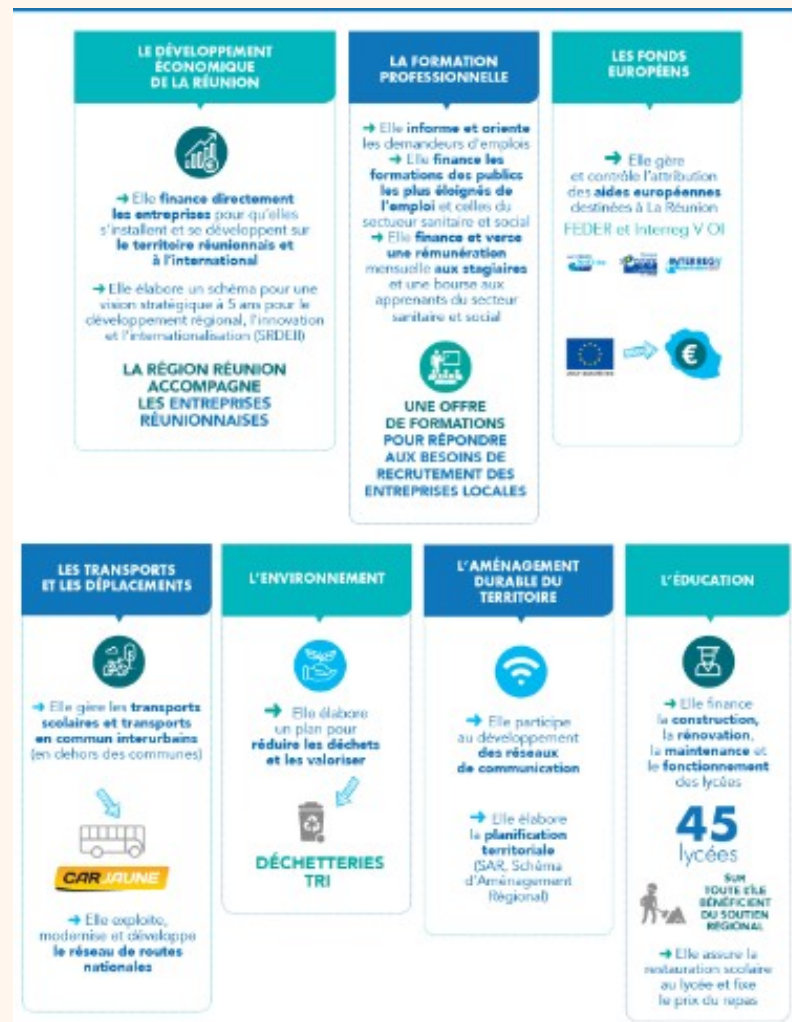 LE DÉVELOPPEMENT
ÉCONOMIQUE
DE LA RÉUNION
➜ Elle finance directement
les entreprises pour qu'elles
s'installent et se développent sur
le territoire réunionnais et
à l'international
➜ Elle élabore un schéma pour une
vision stratégique à 5 ans pour le
développement régional, l'innovation
et l'internationalisation (SRDEII)
LA RÉGION RÉUNION
ACCOMPAGNE
LES ENTREPRISES
RÉUNIONNAISES
LA FORMATION
PROFESSIONNELLE
➜ Elle informe et oriente
les demandeurs d'emplois
➜ Elle finance les
formations des publics
les plus éloignés de
l'emploi et celles du
sectueur sanitaire et social
➜ Elle finance et verse
une rémunération
mensuelle aux stagiaires
et une bourse aux
apprenants du secteur
sanitaire et social
UNE OFFRE
DE FORMATIONS
POUR RÉPONDRE
AUX BESOINS DE
RECRUTEMENT DES
ENTREPRISES LOCALES
LES FONDS
EUROPÉENS
➜ Elle gère
et contrôle l'attribution
des aides européennes
destinées à La Réunion
FEDER et Interreg V OI
€
LES TRANSPORTS
ET LES DÉPLACEMENTS
➜ Elle gère les transports
scolaires et transports
en commun interurbains
(en dehors des communes)
CAR JAUNE
➜ Elle exploite,
modernise et développe
le réseau de routes
nationales
L'ENVIRONNEMENT
➜ Elle élabore
un plan pour
réduire les déchets
et les valoriser
DÉCHETTERIES
TRI
L'AMÉNAGEMENT
DURABLE DU
TERRITOIRE
➜ Elle participe
au développement
des réseaux
de communication
➜ Elle élabore
la planification
territoriale
(SAR, Schéma
d'Aménagement
Régional)
L'ÉDUCATION
➜ Elle finance
la construction,
la rénovation,
la maintenance et
le fonctionnement
des lycées
45
lycées
SUR
TOUTE L'ÎLE
BÉNÉFICIENT
DU SOUTIEN
RÉGIONAL
➜ Elle assure la
restauration scolaire
au lycée et fixe
le prix du repas